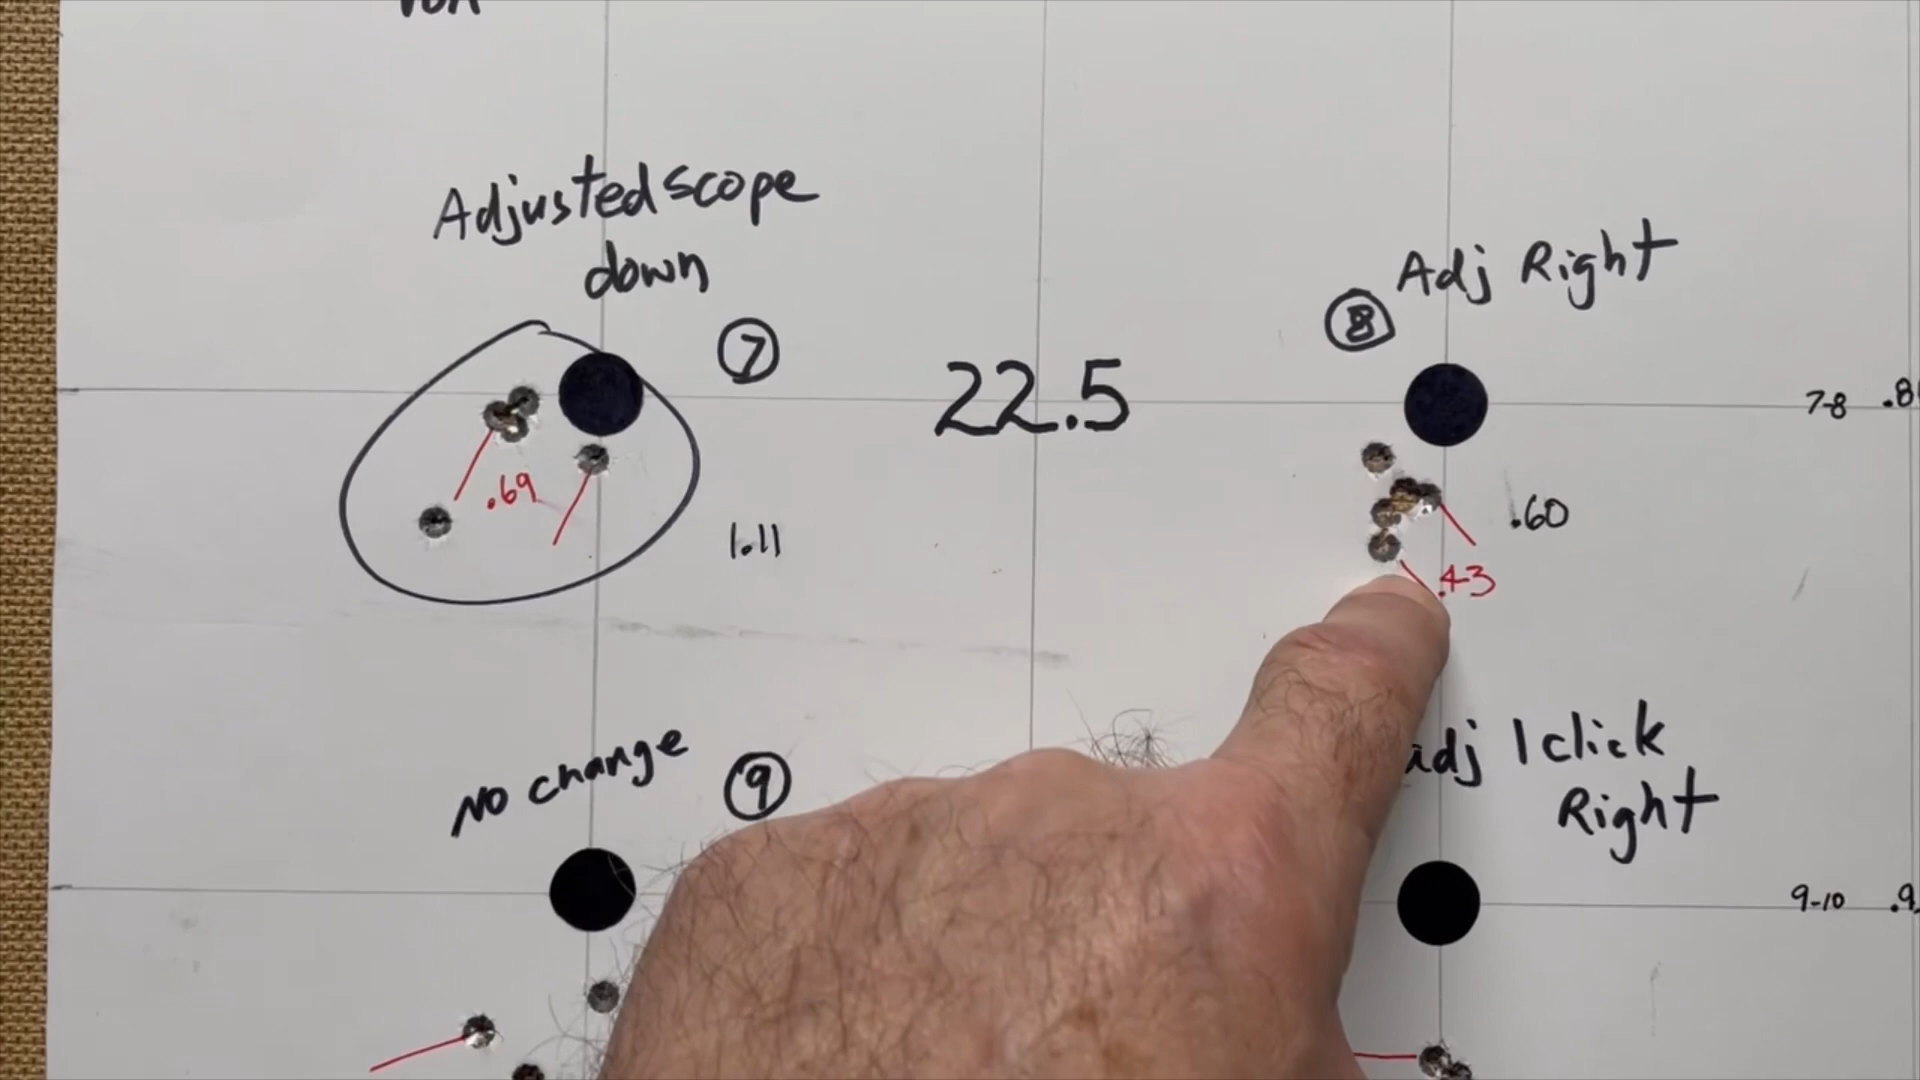 Adjusted scope
down
7
.69
1.11
22.5
Adj Right
8
.60
.43
7-8
No change
9
adj 1 click
Right
9-10